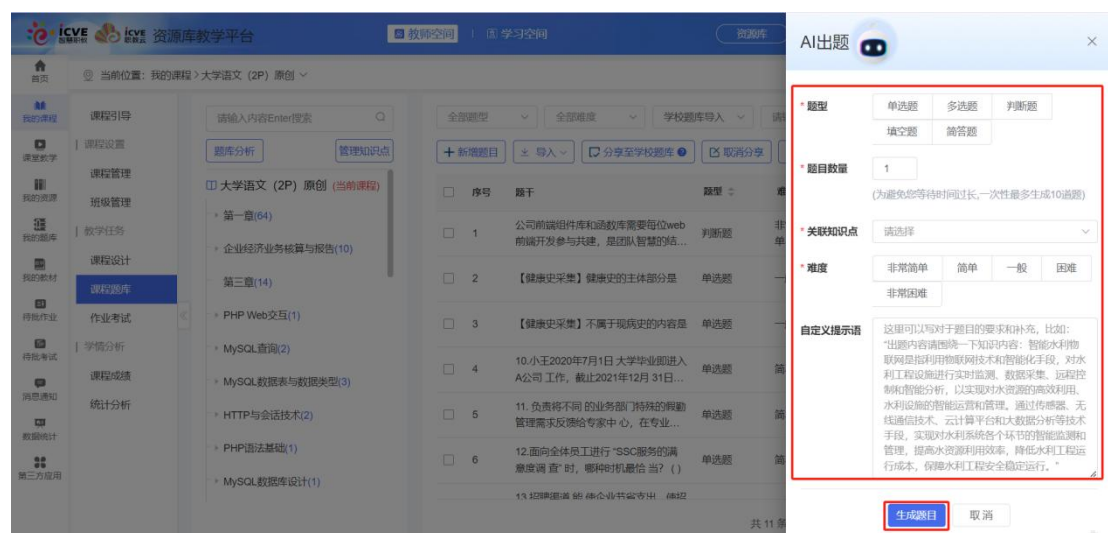 icve 智慧职教 icve 职教云 资源库教学平台
教师空间
学习空间
资源库
首页
我的课程
课堂教学
我的资源
我的题库
我的教材
待批作业
待批考试
消息通知
数据统计
第三方应用
当前位置：我的课程>大学语文（2P）原创
课程引导
课程设置
课程管理
班级管理
教学任务
课程设计
课程题库
作业考试
学情分析
课程成绩
统计分析
请输入内容Enter搜索
题库分析
管理知识点
大学语文（2P）原创 (当前课程)
第一章(64)
企业经济业务核算与报告(10)
第三章(14)
PHP Web交互(1)
MySQL查询(2)
MySQL数据表与数据类型(3)
HTTP与会话技术(2)
PHP语法基础(1)
MySQL数据库设计(1)
全部题型
全部难度
学校题库导入
新增题目
导入
分享至学校题库
取消分享
序号 题干 题型
1 公司前端组件库和函数库需要每位web
前端开发参与共建，是团队智慧的结... 判断题
2 【健康史采集】健康史的主体部分是 单选题
3 【健康史采集】不属于现病史的内容是 单选题
4 10.小王2020年7月1日 大学毕业即进入
A公司 工作，截止2021年12月 31日... 单选题
5 11. 负责将不同 的业务部门特殊的假勤
管理需求反馈给专家中 心，在专业... 单选题
6 12.面向全体员工进行 “SSC服务的满
意度调 查” 时，哪种时机最恰 当？ ( ) 单选题
共 11 条
AI出题
* 题型
单选题 多选题 判断题
填空题 简答题
* 题目数量
1
(为避免您等待时间过长,一次性最多生成10道题)
* 关联知识点
请选择
* 难度
非常简单 简单 一般 困难
非常困难
自定义提示语
这里可以写对于题目的要求和补充，比如：
“出题内容请围绕一下知识内容：智能水利物
联网是指利用物联网技术和智能化手段，对水
利工程设施进行实时监测、数据采集、远程控
制和智能分析，以实现对水资源的高效利用、
水利设施的智能运营和管理。通过传感器、无
线通信技术、云计算平台和大数据分析等技术
手段，实现对水利系统各个环节的智能监测和
管理，提高水资源利用效率，降低水利工程运
行成本，保障水利工程安全稳定运行。”
生成题目
取消